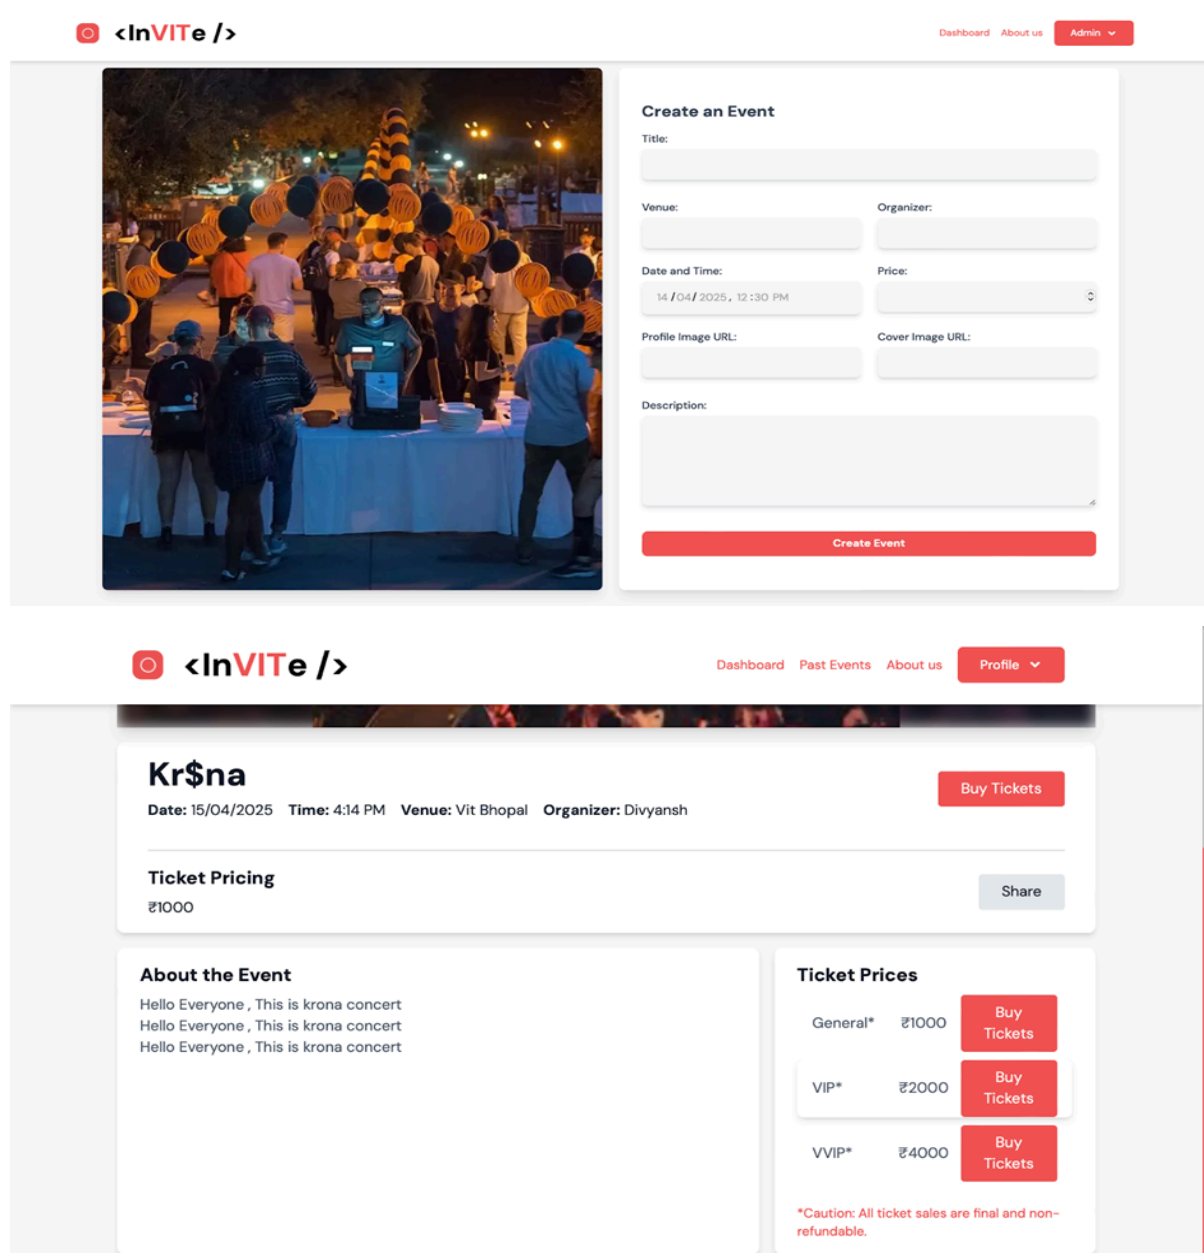 <InVITe />
Dashboard About us Admin
Create an Event
Title:
Venue: Organizer:
Date and Time: Price:
14/04/2025, 12:30 PM
Profile Image URL: Cover Image URL:
Description:
Create Event
<InVITe />
Dashboard Past Events About us Profile
Kr$na
Buy Tickets
Date: 15/04/2025 Time: 4:14 PM Venue: Vit Bhopal Organizer: Divyansh
Ticket Pricing
₹1000
Share
About the Event
Hello Everyone , This is krona concert
Hello Everyone , This is krona concert
Hello Everyone , This is krona concert
Ticket Prices
General* ₹1000 Buy
Tickets
VIP* ₹2000 Buy
Tickets
VVIP* ₹4000 Buy
Tickets
*Caution: All ticket sales are final and non-
refundable.